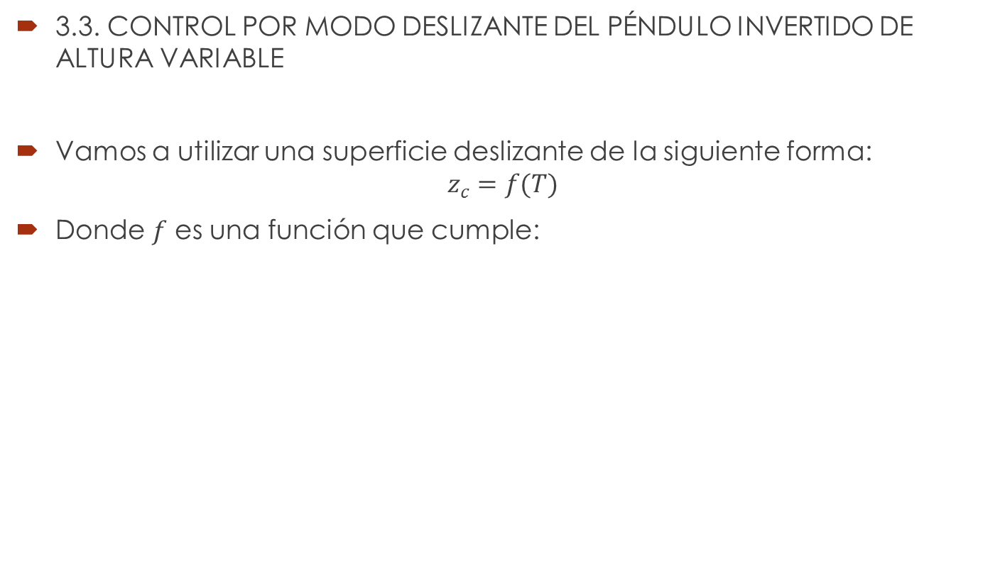 3.3. CONTROL POR MODO DESLIZANTE DEL PÉNDULO INVERTIDO DE
ALTURA VARIABLE
Vamos a utilizar una superficie deslizante de la siguiente forma:
𝑧𝑐 = 𝑓(𝑇)
Donde 𝑓 es una función que cumple: